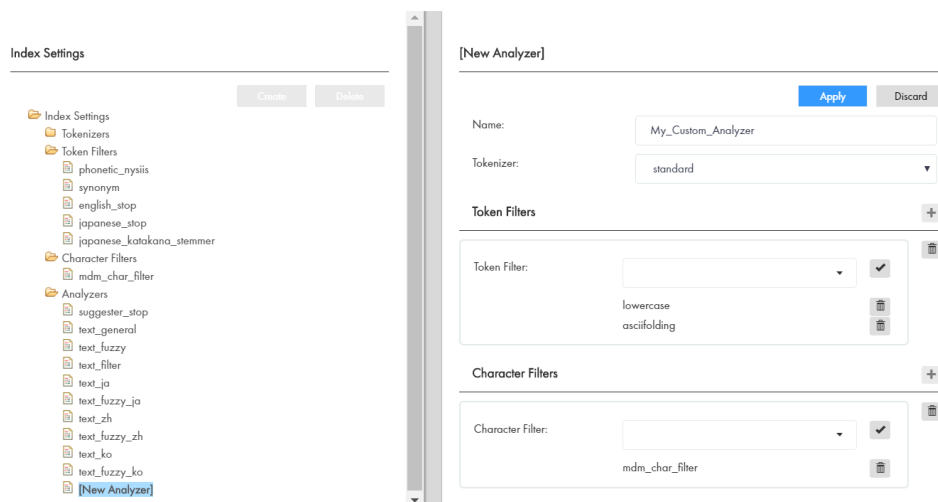 Index Settings
Create Delete
Index Settings
Tokenizers
Token Filters
phonetic_nysiis
synonym
english_stop
japanese_stop
japanese_katakana_stemmer
Character Filters
mdm_char_filter
Analyzers
suggester_stop
text_general
text_fuzzy
text_filter
text_ja
text_fuzzy_ja
text_zh
text_fuzzy_zh
text_ko
text_fuzzy_ko
[New Analyzer]
[New Analyzer]
Apply Discard
Name: My_Custom_Analyzer
Tokenizer: standard
Token Filters
Token Filter:
lowercase
asciifolding
Character Filters
Character Filter:
mdm_char_filter